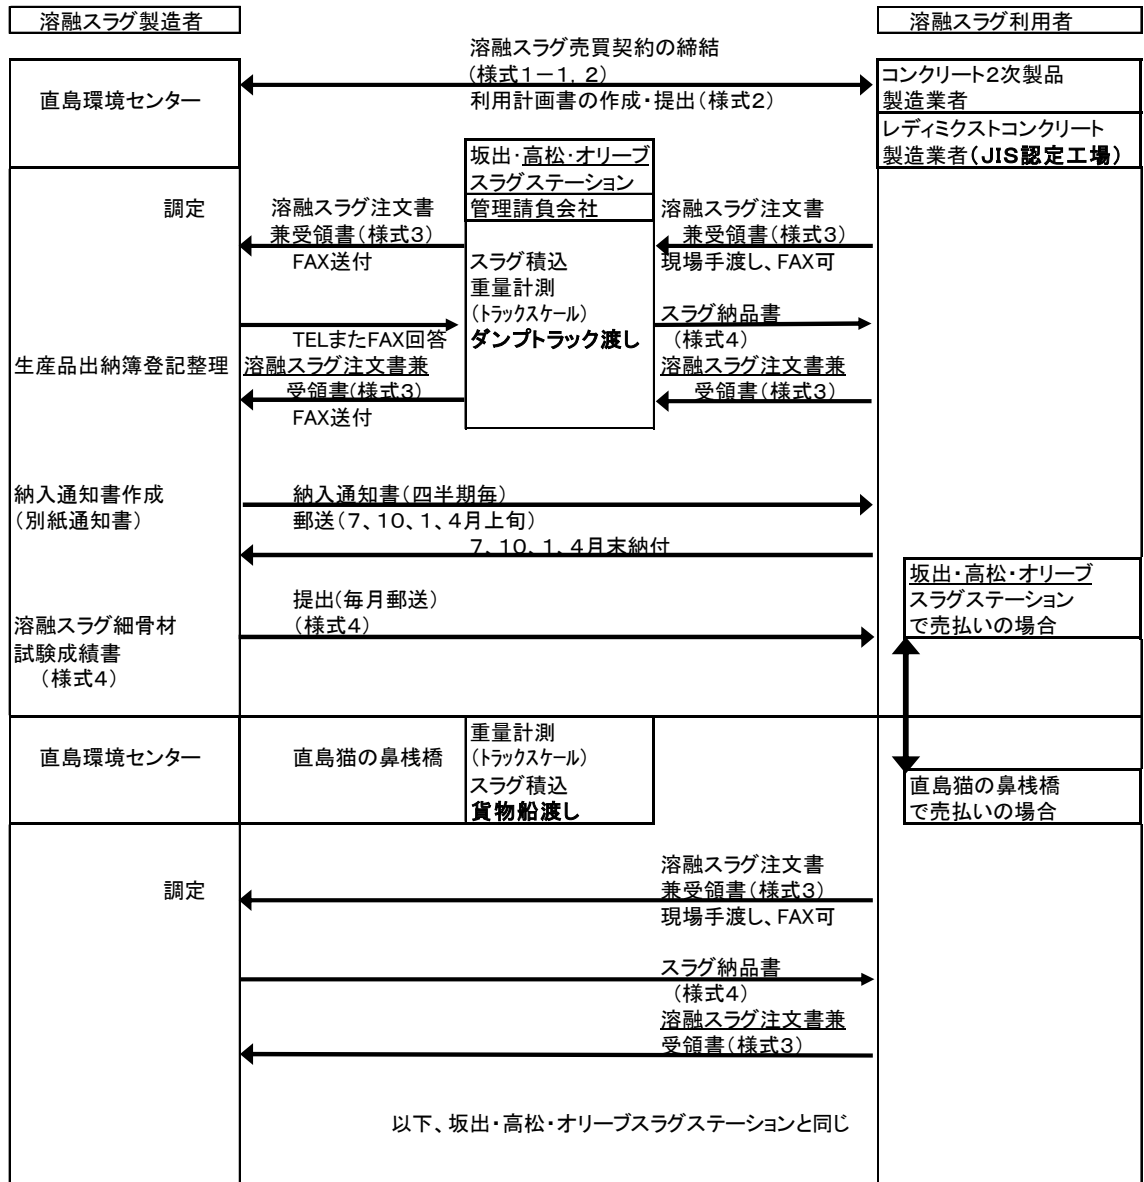 溶融スラグ製造者
溶融スラグ利用者
溶融スラグ売買契約の締結
(様式1-1, 2)
利用計画書の作成・提出(様式2)
直島環境センター
コンクリート2次製品
製造業者
レディミクストコンクリート
製造業者(JIS認定工場)
坂出・高松・オリーブ
スラグステーション
管理請負会社
調定
溶融スラグ注文書
兼受領書(様式3)
FAX送付
溶融スラグ注文書
兼受領書(様式3)
現場手渡し、FAX可
スラグ積込
重量計測
(トラックスケール)
ダンプトラック渡し
TELまたFAX回答
スラグ納品書
(様式4)
生産品出納簿登記整理
溶融スラグ注文書兼
受領書(様式3)
FAX送付
溶融スラグ注文書兼
受領書(様式3)
納入通知書作成
(別紙通知書)
納入通知書(四半期毎)
郵送(7、10、1、4月上旬)
7、10、1、4月末納付
坂出・高松・オリーブ
スラグステーション
で売払いの場合
溶融スラグ細骨材
試験成績書
(様式4)
提出(毎月郵送)
(様式4)
直島環境センター
直島猫の鼻桟橋
重量計測
(トラックスケール)
スラグ積込
貨物船渡し
直島猫の鼻桟橋
で売払いの場合
調定
溶融スラグ注文書
兼受領書(様式3)
現場手渡し、FAX可
スラグ納品書
(様式4)
溶融スラグ注文書兼
受領書(様式3)
以下、坂出・高松・オリーブスラグステーションと同じ